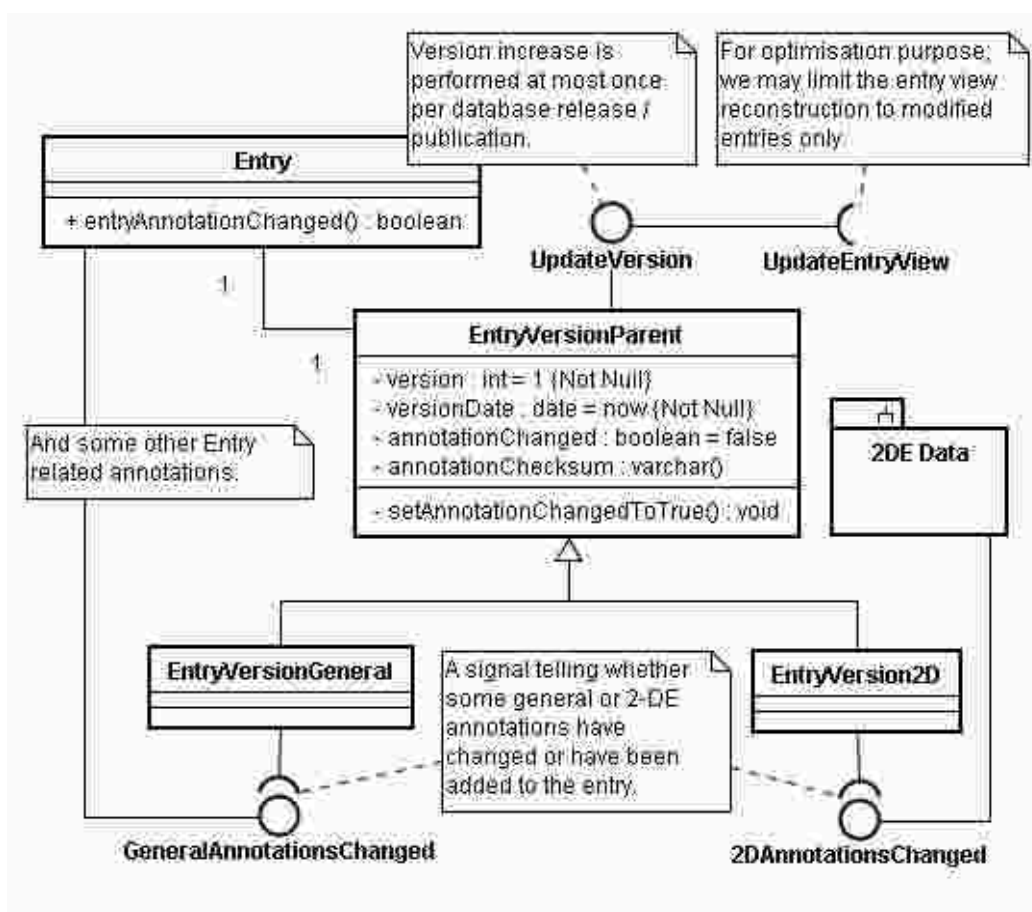 Version increase is
performed at most once
per database release /
publication.
For optimisation purpose,
we may limit the entry view
reconstruction to modified
entries only.
Entry
+ entryAnnotationChanged() : boolean
UpdateVersion
UpdateEntryView
1
1
EntryVersionParent
- version : int = 1 {Not Null}
- versionDate : date = now {Not Null}
- annotationChanged : boolean = false
- annotationChecksum : varchar()
- setAnnotationChangedToTrue() : void
And some other Entry
related annotations.
2DE Data
EntryVersionGeneral
A signal telling whether
some general or 2-DE
annotations have
changed or have been
added to the entry.
EntryVersion2D
GeneralAnnotationsChanged
2DAnnotationsChanged